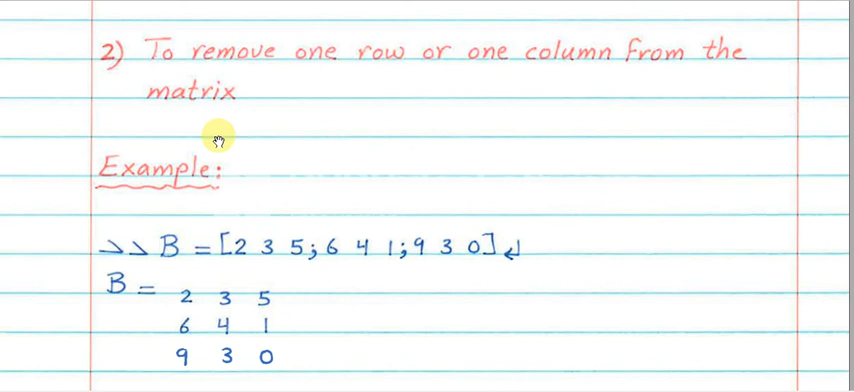 2) To remove one row or one column from the
matrix
Example:
>> B = [2 3 5; 6 4 1; 9 3 0] ↲
B =
2 3 5
6 4 1
9 3 0